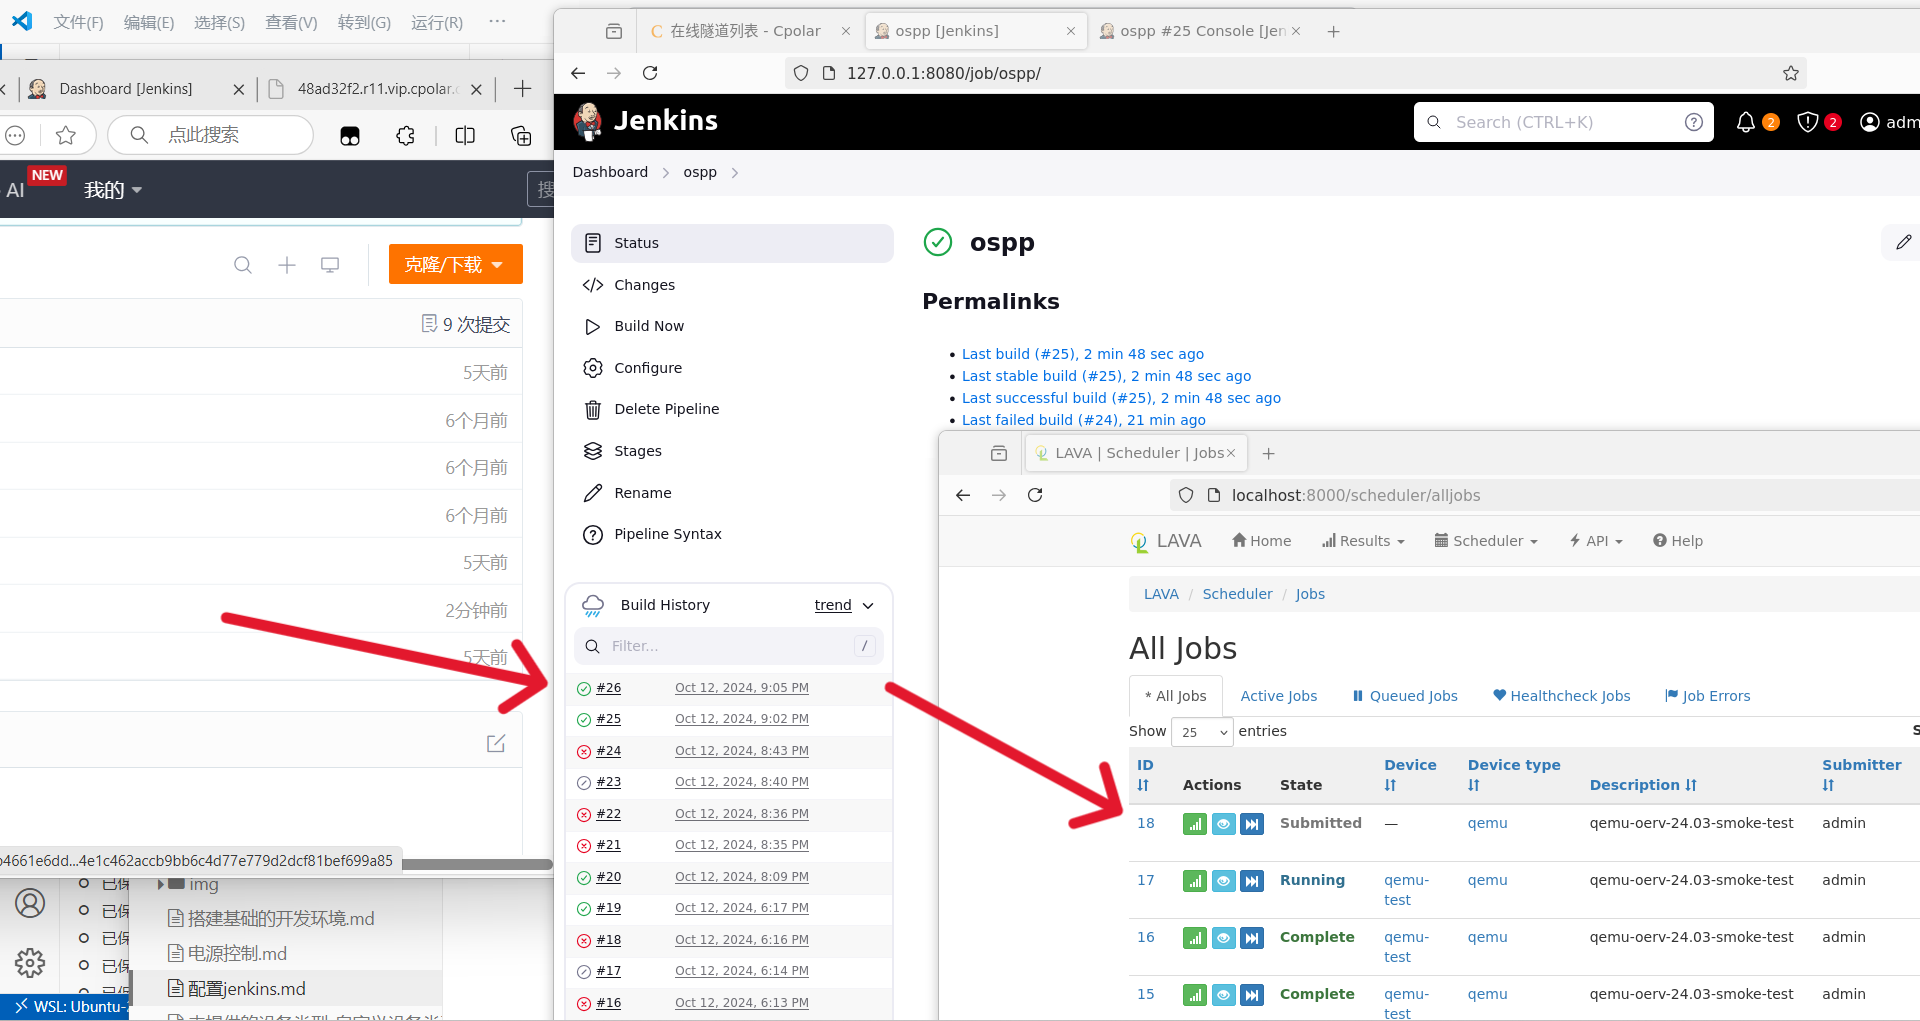 文件(F) 编辑(E) 选择(S) 查看(V) 转到(G) 运行(R) ···
Dashboard [Jenkins]
48ad32f2.r11.vip.cpolar.
点此搜索
AI NEW 我的
搜
克隆/下载
9 次提交
5天前
6个月前
6个月前
6个月前
5天前
2分钟前
5天前
4661e6dd...4e1c462accb9bb6c4d77e779d2dcf81bef699a85
已保
已保
已保
已保
img
搭建基础的开发环境.md
电源控制.md
配置jenkins.md
WSL: Ubuntu-
在线隧道列表 - Cpolar
ospp [Jenkins]
ospp #25 Console [Jen
127.0.0.1:8080/job/ospp/
Jenkins
Search (CTRL+K)
2
2
adm
Dashboard
ospp
Status
Changes
Build Now
Configure
Delete Pipeline
Stages
Rename
Pipeline Syntax
ospp
Permalinks
Last build (#25), 2 min 48 sec ago
Last stable build (#25), 2 min 48 sec ago
Last successful build (#25), 2 min 48 sec ago
Last failed build (#24), 21 min ago
Build History
trend
Filter...
/
#26 Oct 12, 2024, 9:05 PM
#25 Oct 12, 2024, 9:02 PM
#24 Oct 12, 2024, 8:43 PM
#23 Oct 12, 2024, 8:40 PM
#22 Oct 12, 2024, 8:36 PM
#21 Oct 12, 2024, 8:35 PM
#20 Oct 12, 2024, 8:09 PM
#19 Oct 12, 2024, 6:17 PM
#18 Oct 12, 2024, 6:16 PM
#17 Oct 12, 2024, 6:14 PM
#16 Oct 12, 2024, 6:13 PM
LAVA | Scheduler | Jobs
localhost:8000/scheduler/alljobs
LAVA Home Results Scheduler API Help
LAVA / Scheduler / Jobs
All Jobs
* All Jobs Active Jobs Queued Jobs Healthcheck Jobs Job Errors
Show 25 entries
S
ID Actions State Device Device type Description Submitter
18 Submitted — qemu qemu-oerv-24.03-smoke-test admin
17 Running qemu-test qemu qemu-oerv-24.03-smoke-test admin
16 Complete qemu-test qemu qemu-oerv-24.03-smoke-test admin
15 Complete qemu-test qemu qemu-oerv-24.03-smoke-test admin